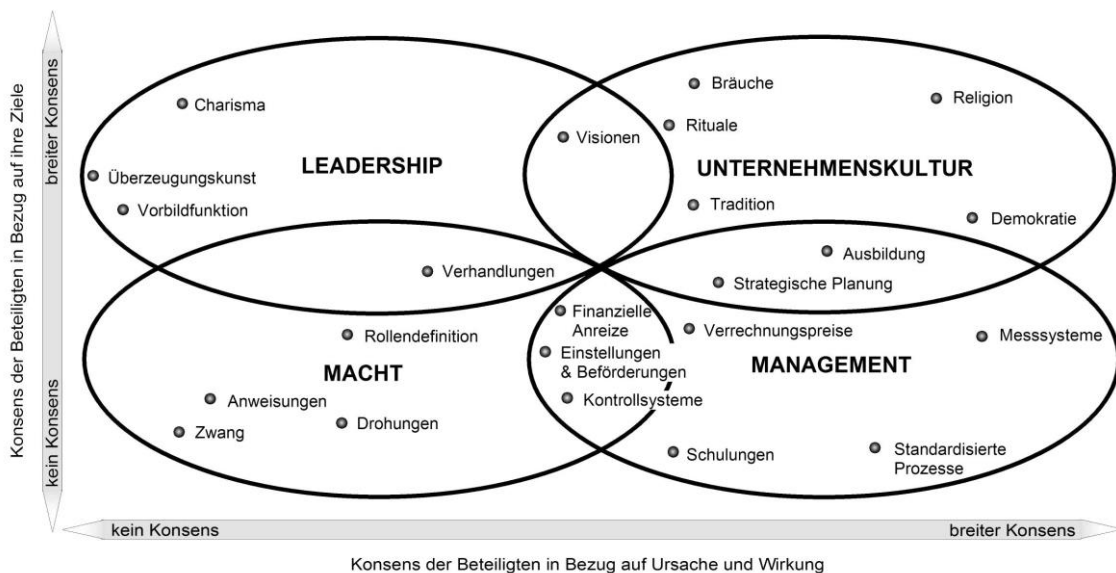 Konsens der Beteiligten in Bezug auf ihre Ziele
breiter Konsens
kein Konsens
Charisma
LEADERSHIP
Überzeugungskunst
Vorbildfunktion
Visionen
Bräuche
Rituale
Religion
UNTERNEHMENSKULTUR
Tradition
Demokratie
Verhandlungen
Ausbildung
Strategische Planung
Rollendefinition
MACHT
Anweisungen
Zwang
Drohungen
Finanzielle
Anreize
Einstellungen
& Beförderungen
Kontrollsysteme
Verrechnungspreise
Messsysteme
MANAGEMENT
Schulungen
Standardisierte
Prozesse
kein Konsens
breiter Konsens
Konsens der Beteiligten in Bezug auf Ursache und Wirkung